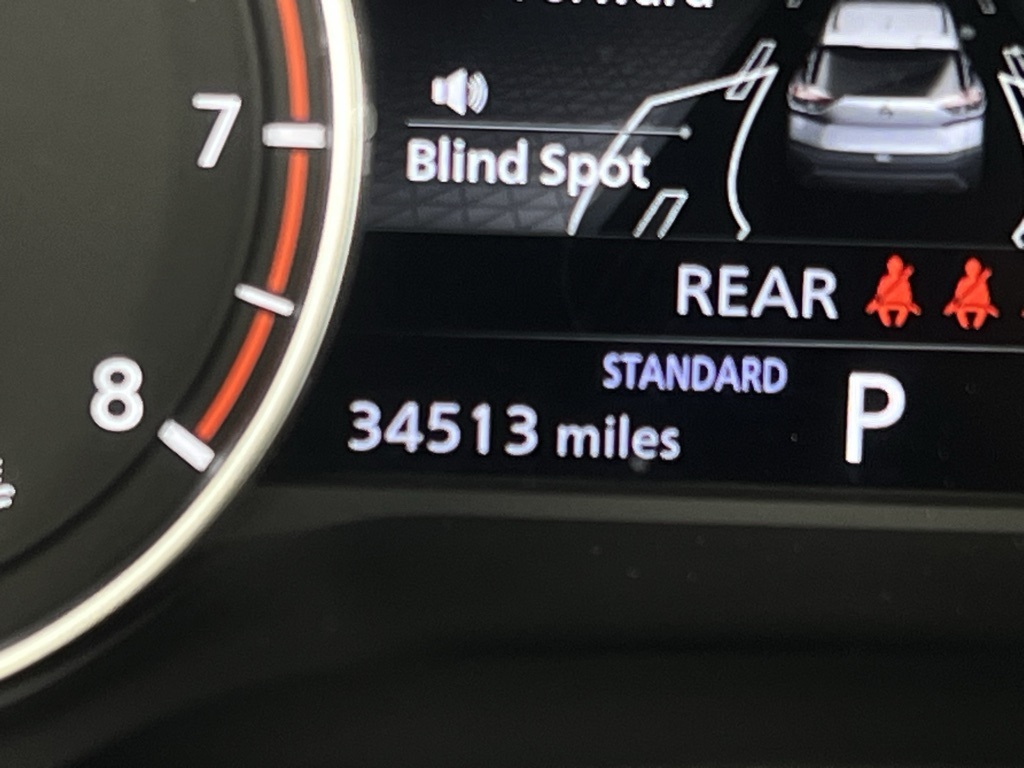 7
Blind Spot
REAR
8
STANDARD
34513 miles
P